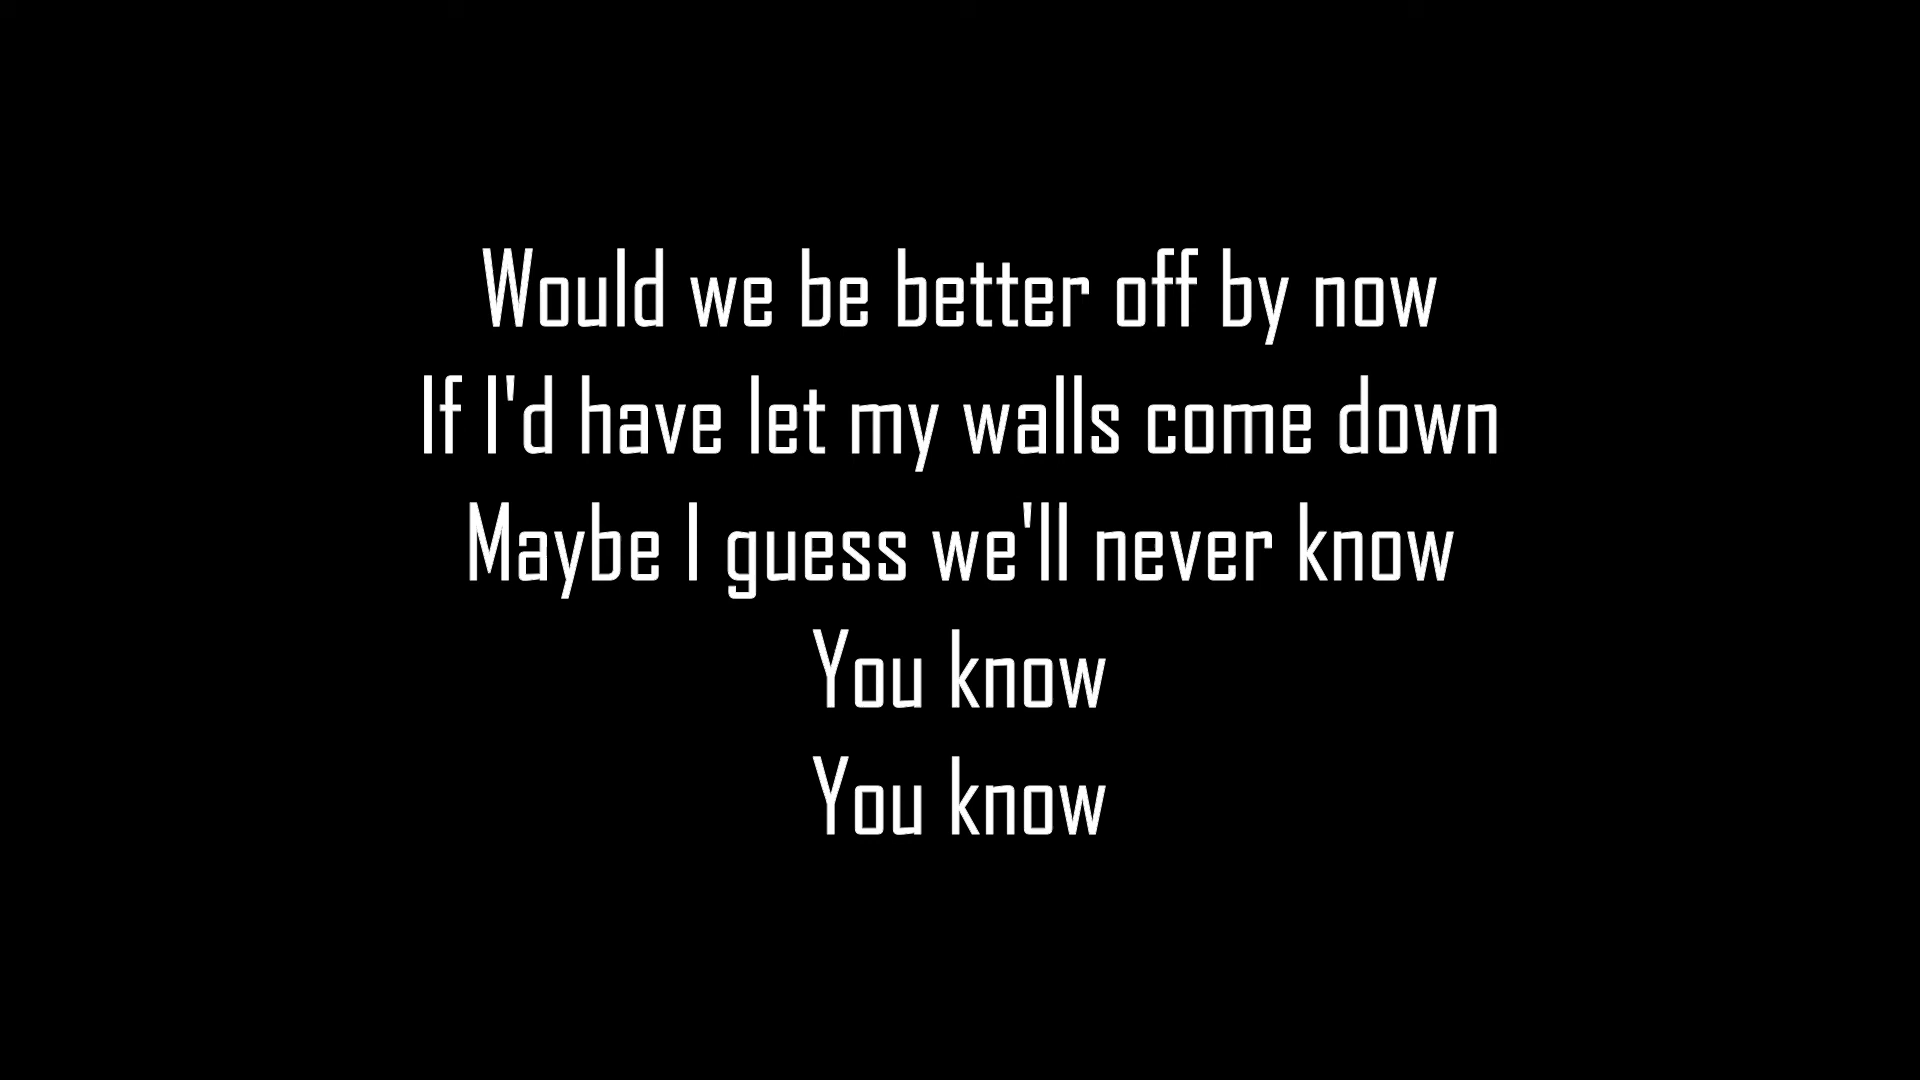 Would we be better off by now
If I'd have let my walls come down
Maybe I guess we'll never know
You know
You know